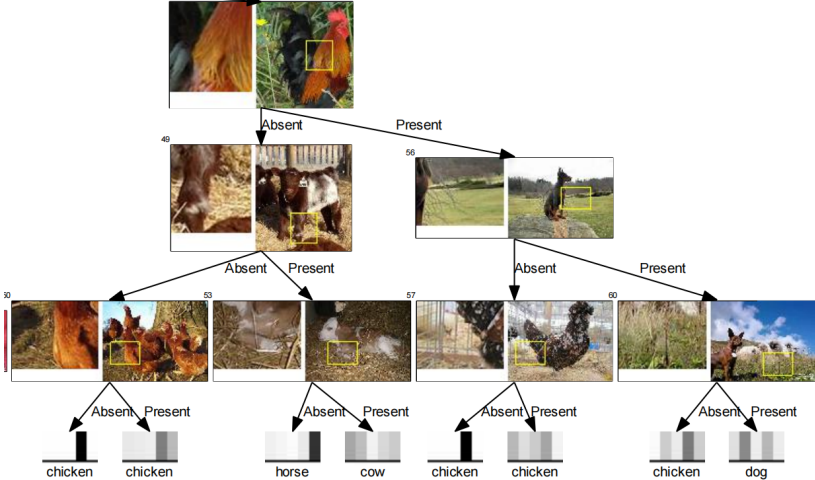 Absent
Present
49
56
Absent
Present
Absent
Present
53
57
60
Absent
Present
Absent
Present
Absent
Present
Absent
Present
chicken
chicken
horse
cow
chicken
chicken
chicken
dog